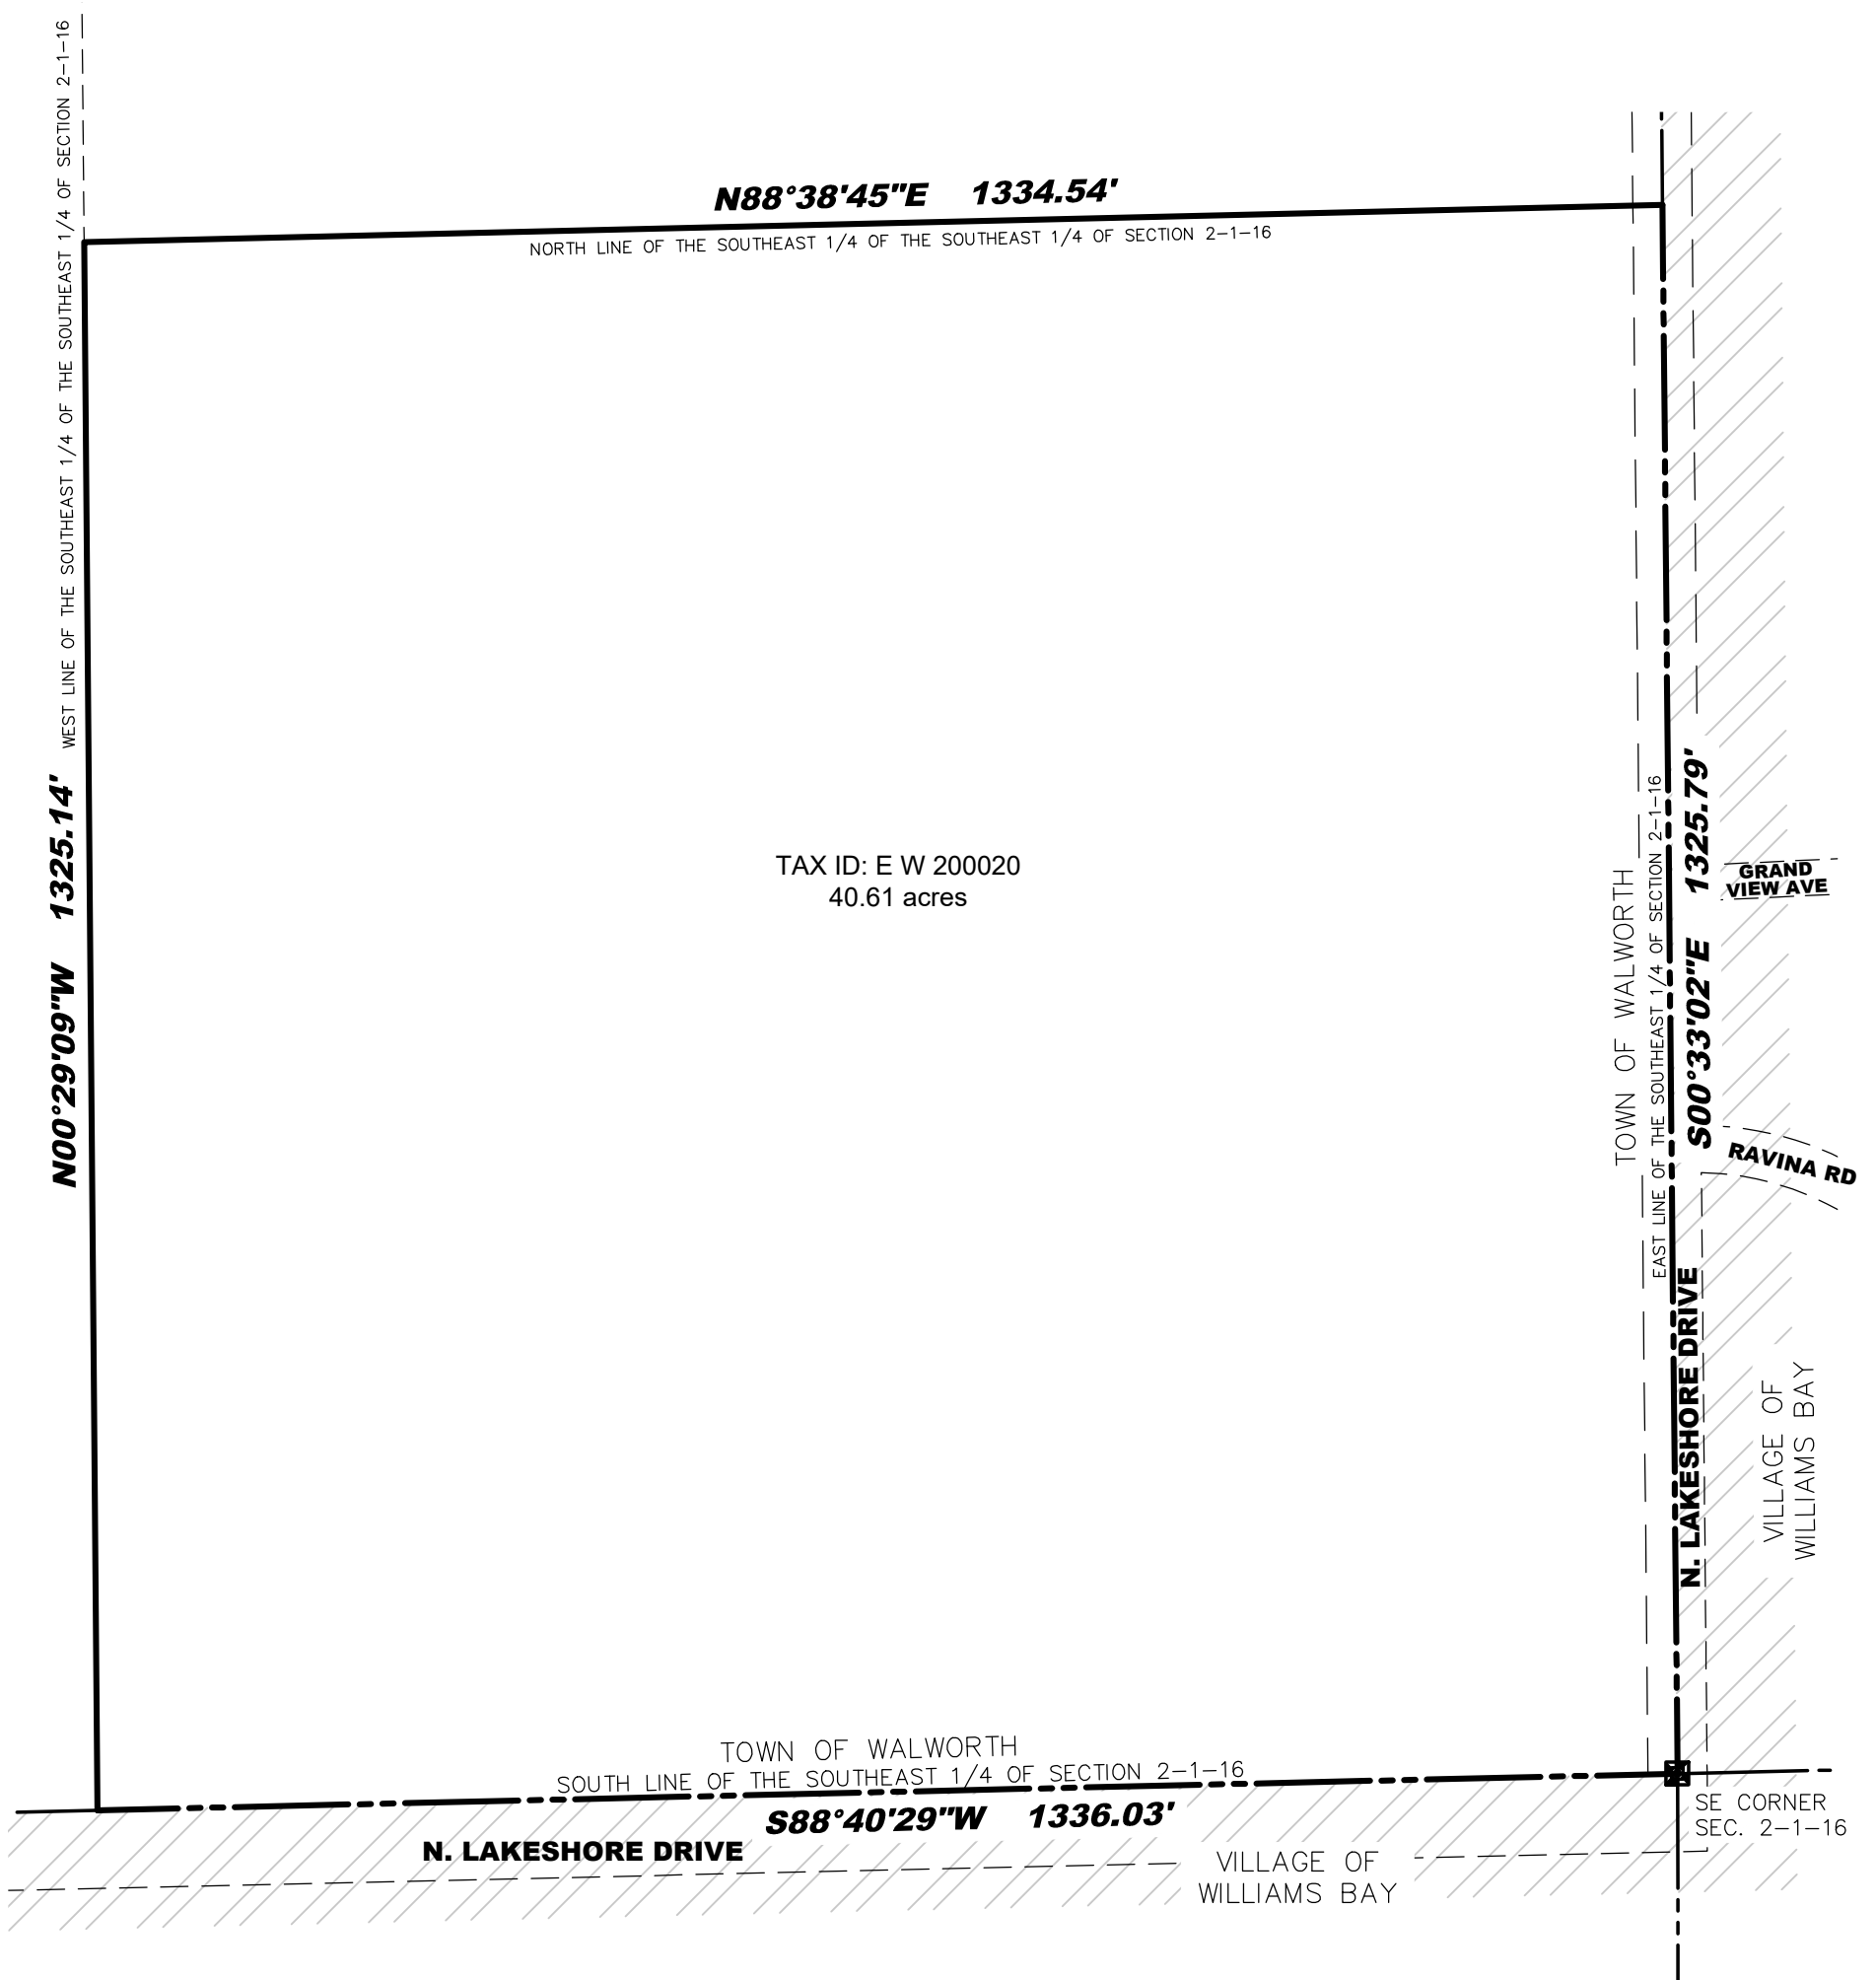 N88°38'45"E 1334.54'
NORTH LINE OF THE SOUTHEAST 1/4 OF THE SOUTHEAST 1/4 OF SECTION 2-1-16
WEST LINE OF THE SOUTHEAST 1/4 OF THE SOUTHEAST 1/4 OF SECTION 2-1-16
N00°29'09"W 1325.14'
TAX ID: E W 200020
40.61 acres
TOWN OF WALWORTH
EAST LINE OF THE SOUTHEAST 1/4 OF SECTION 2-1-16
S00°33'02"E 1325.79'
GRAND
VIEW AVE
RAVINA RD
N. LAKESHORE DRIVE
VILLAGE OF
WILLIAMS BAY
TOWN OF WALWORTH
SOUTH LINE OF THE SOUTHEAST 1/4 OF SECTION 2-1-16
S88°40'29"W 1336.03'
N. LAKESHORE DRIVE
VILLAGE OF
WILLIAMS BAY
SE CORNER
SEC. 2-1-16